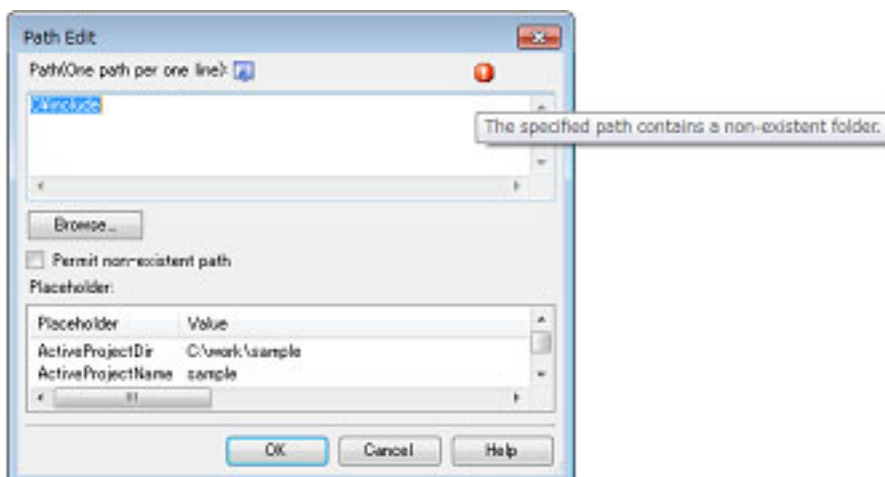 Path Edit
Path(One path per one line):
The specified path contains a non-existent folder.
Browse...
Permit non-existent path
Placeholder:
Placeholder Value
ActiveProjectDir C:\work\sample
ActiveProjectName sample
OK Cancel Help